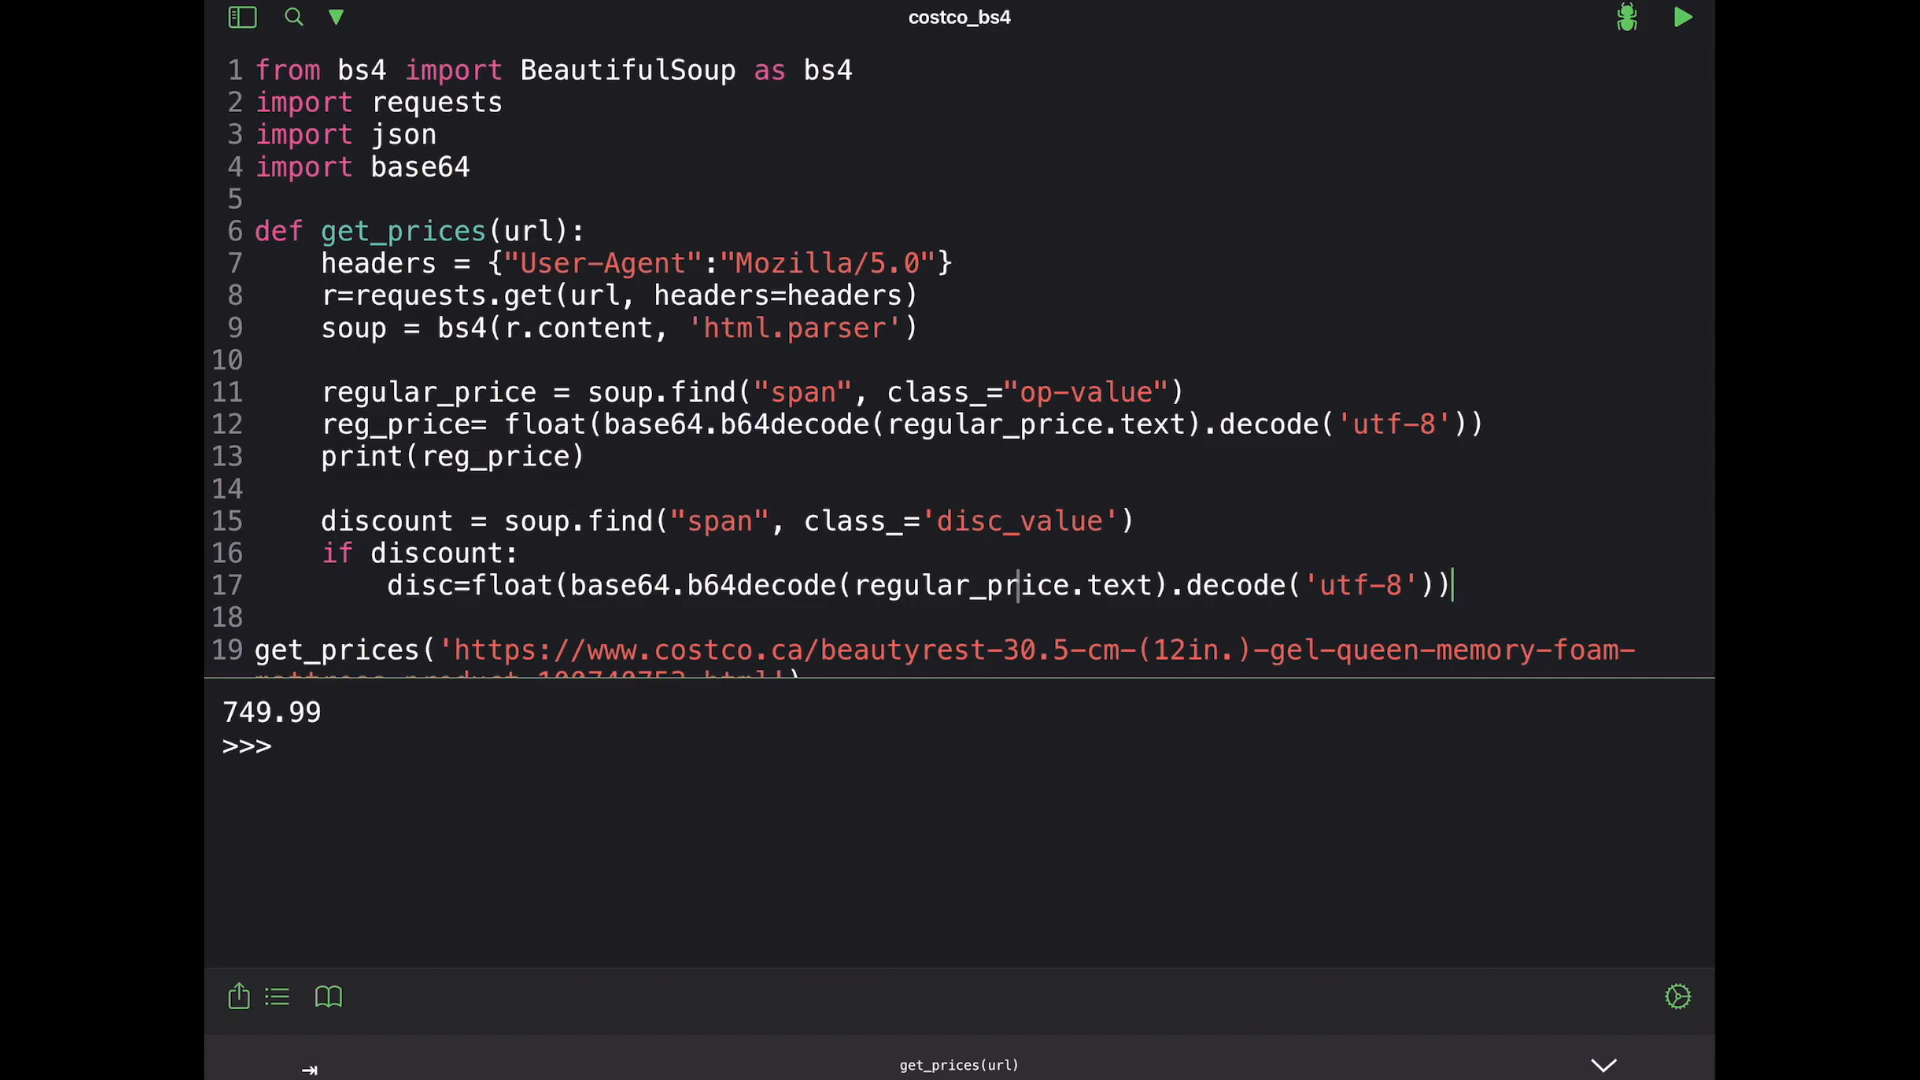 costco_bs4
1 from bs4 import BeautifulSoup as bs4
2 import requests
3 import json
4 import base64
5
6 def get_prices(url):
7     headers = {"User-Agent":"Mozilla/5.0"}
8     r=requests.get(url, headers=headers)
9     soup = bs4(r.content, 'html.parser')
10
11     regular_price = soup.find("span", class_="op-value")
12     reg_price= float(base64.b64decode(regular_price.text).decode('utf-8'))
13     print(reg_price)
14
15     discount = soup.find("span", class_='disc_value')
16     if discount:
17         disc=float(base64.b64decode(regular_price.text).decode('utf-8'))
18
19 get_prices('https://www.costco.ca/beautyrest-30.5-cm-(12in.)-gel-queen-memory-foam-
749.99
>>>
get_prices(url)